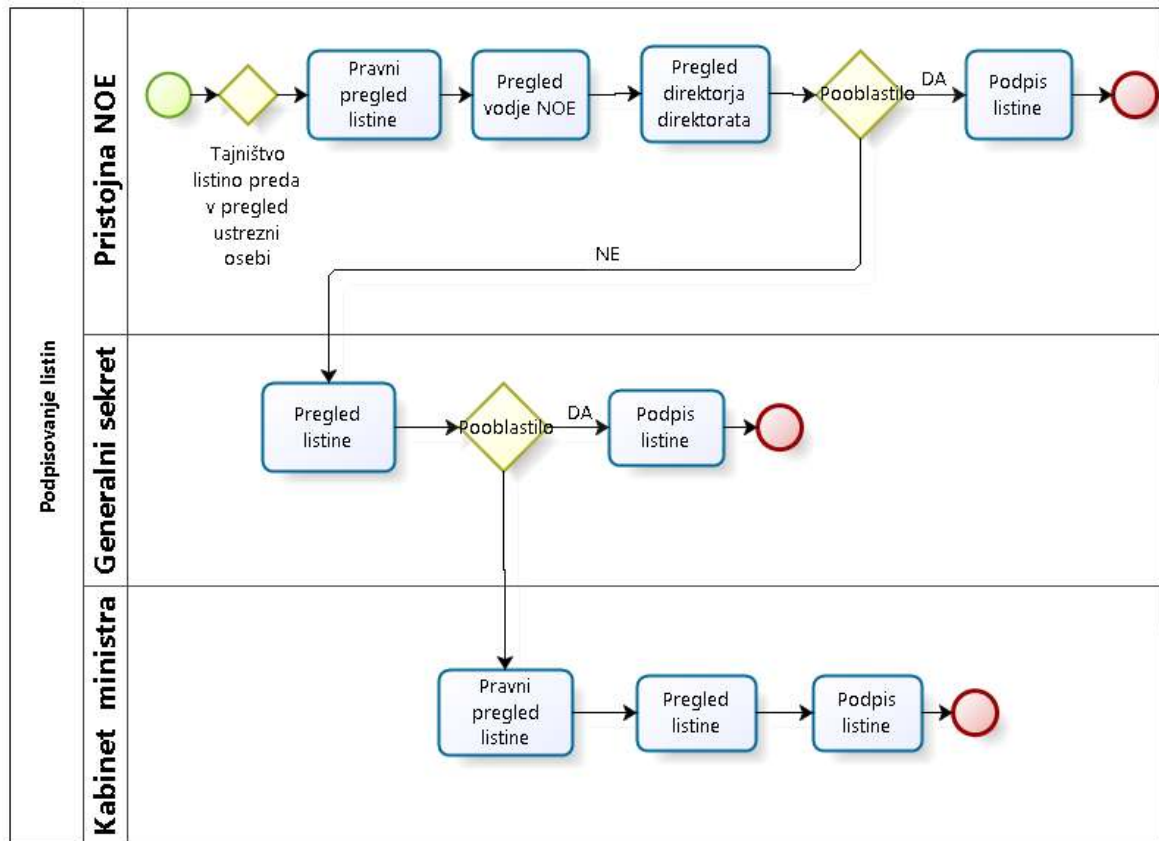 Podpisovanje listin
Pristojna NOE
Tajništvo
listino preda
v pregled
ustrezni
osebi
Pravni
pregled
listine
Pregled
vodje NOE
Pregled
direktorja
direktorata
Pooblastilo
DA
Podpis
listine
NE
Generalni sekret
Pregled
listine
Pooblastilo
DA
Podpis
listine
Kabinet ministra
Pravni
pregled
listine
Pregled
listine
Podpis
listine